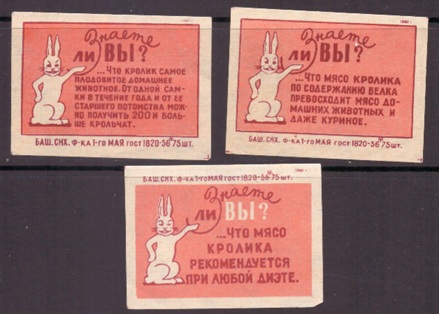 Знаете
ли ВЫ?
...Что кролик самое
плодовитое домашнее
животное. От одной сам-
ки в течение года и от ее
старшего потомства мож-
но получить 200 и боль-
ше крольчат.
БАШ. СНХ. Ф-КА 1-го МАЯ ГОСТ 1820-56 75 шт.
Знаете
ли ВЫ?
...Что мясо кролика
по содержанию белка
превосходит мясо до-
машних животных и
даже куриное.
БАШ. СНХ. Ф-КА 1-го МАЯ ГОСТ 1820-56 75 шт.
БАШ. СНХ. Ф-КА 1-го МАЯ ГОСТ 1820-56 75 шт.
Знаете
ли ВЫ?
...Что мясо
кролика
рекомендуется
при любой диэте.